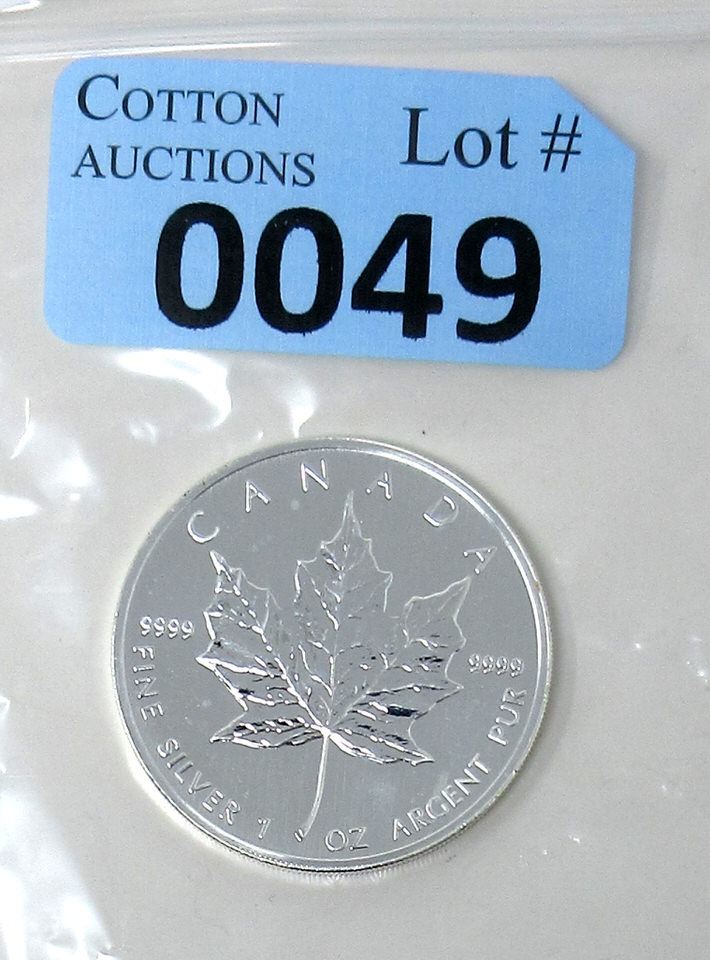 COTTON
AUCTIONS
Lot #
0049
CANADA
9999
9999
FINE SILVER 1 OZ ARGENT PUR